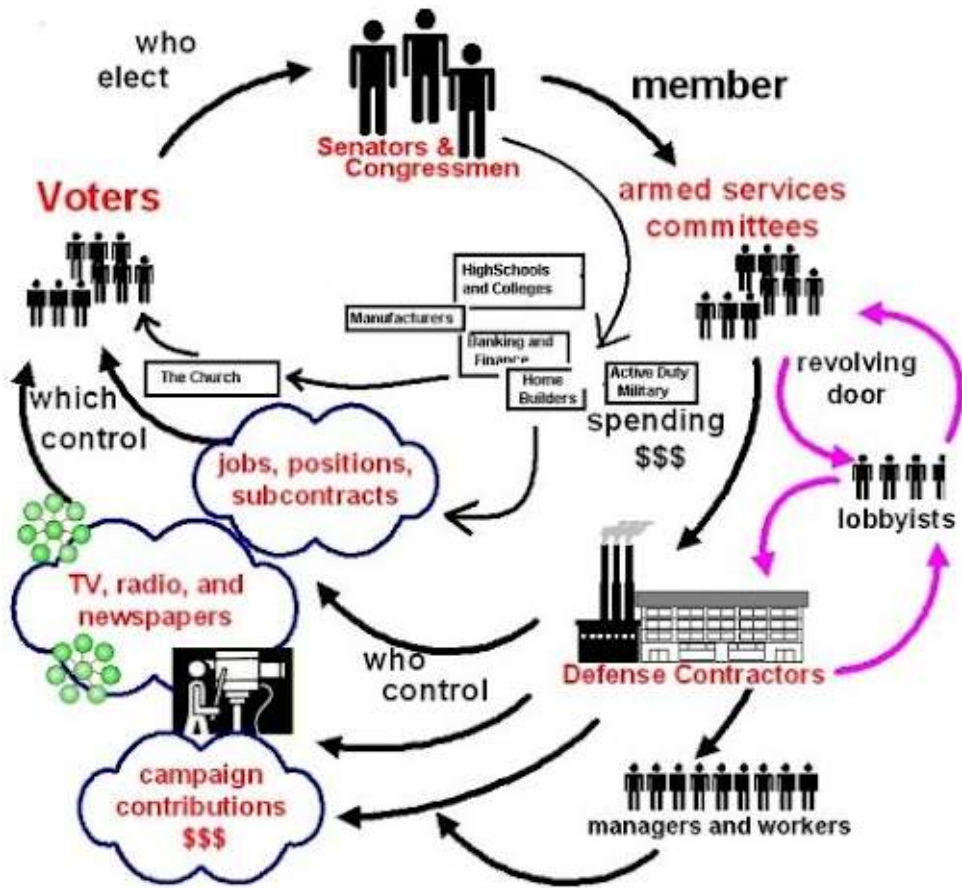 who
elect
Senators &
Congressmen
member
Voters
armed services
committees
HighSchools
and Colleges
Manufacturers
Banking and
Finance
Home
Builders
Active Duty
Military
The Church
which
control
revolving
door
spending
$$$
jobs, positions,
subcontracts
lobbyists
TV, radio, and
newspapers
who
control
Defense Contractors
campaign
contributions
$$$
managers and workers